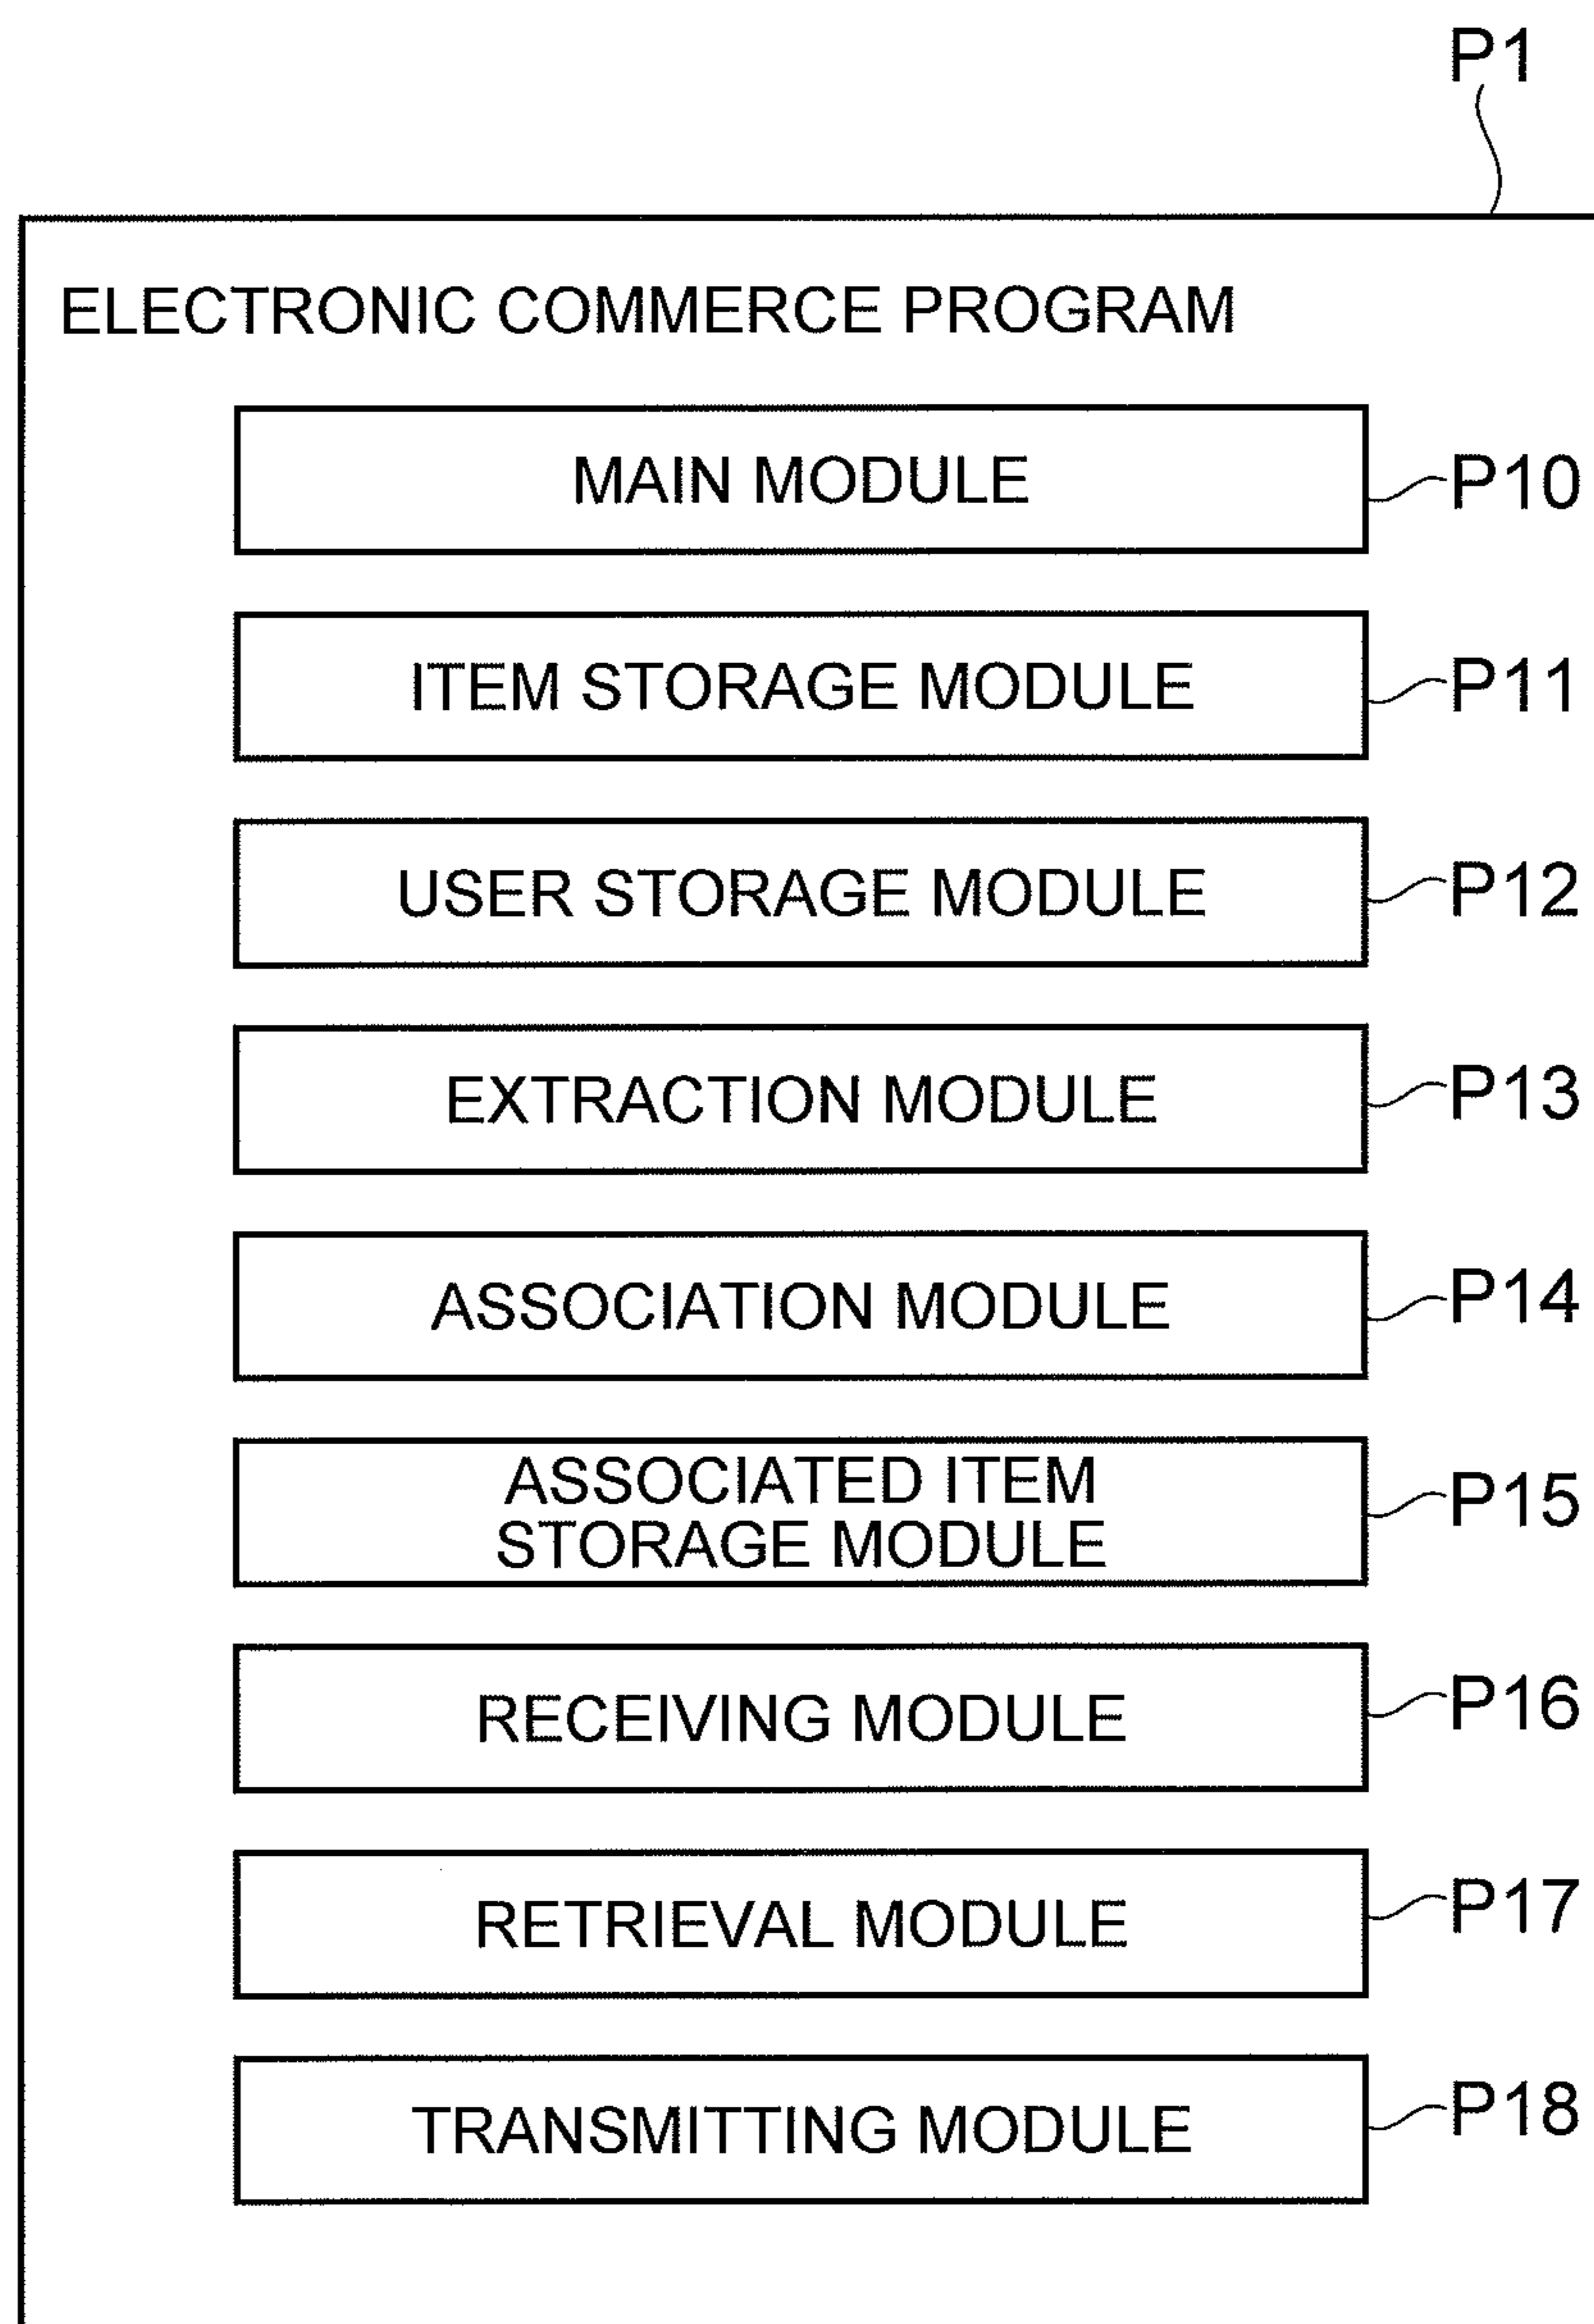 P1
ELECTRONIC COMMERCE PROGRAM
MAIN MODULE
P10
ITEM STORAGE MODULE
P11
USER STORAGE MODULE
P12
EXTRACTION MODULE
P13
ASSOCIATION MODULE
P14
ASSOCIATED ITEM
STORAGE MODULE
P15
RECEIVING MODULE
P16
RETRIEVAL MODULE
P17
TRANSMITTING MODULE
P18